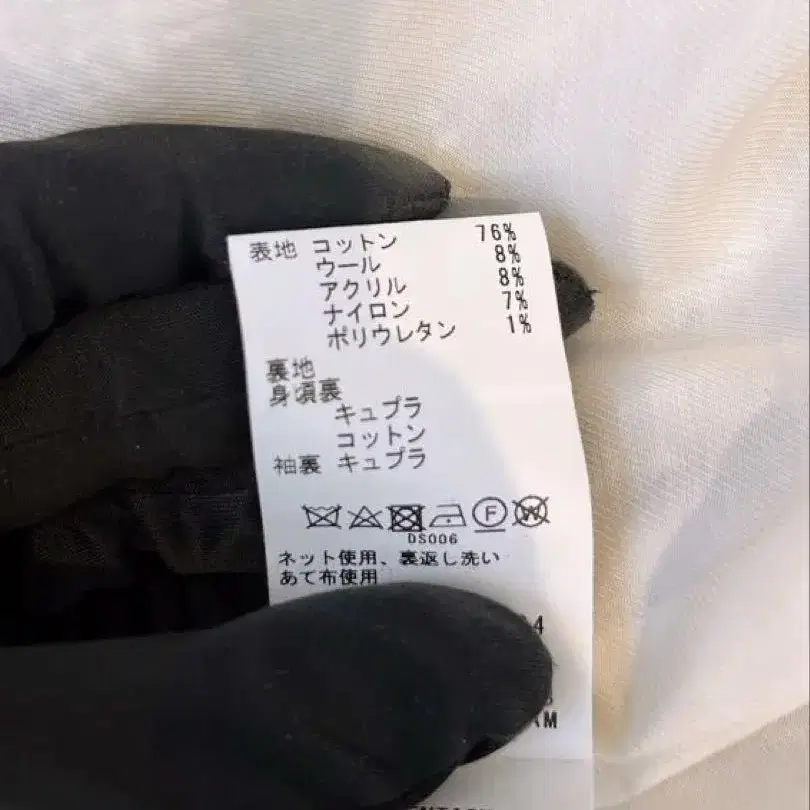 表地 コットン 76%
ウール 8%
アクリル 8%
ナイロン 7%
ポリウレタン 1%
裏地
身頃裏
キュプラ
コットン
袖裏 キュプラ
F W
DS006
ネット使用、裏返し洗い
あて布使用
4
AM